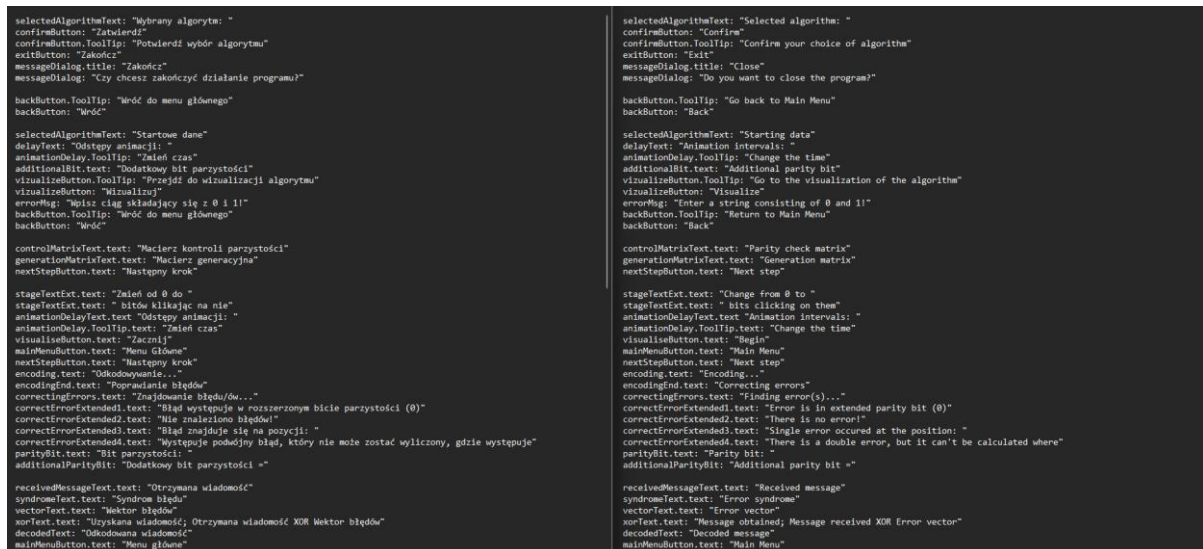 selectedAlgorithmText: "Wybrany algorytm: "
confirmButton: "Zatwierdź"
confirmButton.ToolTip: "Potwierdź wybór algorytmu"
exitButton: "Zakończ"
messageDialog.title: "Zakończ"
messageDialog: "Czy chcesz zakończyć działanie programu?"
backButton.ToolTip: "Wróć do menu głównego"
backButton: "Wróć"
selectedAlgorithmText: "Startowe dane"
delayText: "Odstępy animacji: "
animationDelay.ToolTip: "Zmień czas"
additionalBit.text: "Dodatkowy bit parzystości"
vizualizeButton.ToolTip: "Przejdź do wizualizacji algorytmu"
vizualizeButton: "Wizualizuj"
errorMsg: "Wpisz ciąg składający się z 0 i 1!"
backButton.ToolTip: "Wróć do menu głównego"
backButton: "Wróć"
controlMatrixText.text: "Macierz kontroli parzystości"
generationMatrixText.text: "Macierz generacyjna"
nextStepButton.text: "Następny krok"
stageTextExt.text: "Zmień od 0 do "
stageTextExt.text: " bitów klikając na nie"
animationDelayText.text "Odstępy animacji: "
animationDelay.ToolTip.text: "Zmień czas"
visualiseButton.text: "Zacznij"
mainMenuButton.text: "Menu Główne"
nextStepButton.text: "Następny krok"
encoding.text: "Odkodowywanie..."
encodingEnd.text: "Poprawianie błędów"
correctingErrors.text: "Znajdowanie błędu/ów..."
correctErrorExtended1.text: "Błąd występuje w rozszerzonym bicie parzystości (0)"
correctErrorExtended2.text: "Nie znaleziono błędów!"
correctErrorExtended3.text: "Błąd znajduje się na pozycji: "
correctErrorExtended4.text: "Występuje podwójny błąd, który nie może zostać wyliczony, gdzie występuje"
parityBit.text: "Bit parzystości: "
additionalParityBit: "Dodatkowy bit parzystości ="
receivedMessageText.text: "Otrzymana wiadomość"
syndromeText.text: "Syndrom błędu"
vectorText.text: "Wektor błędów"
xorText.text: "Uzyskana wiadomość; Otrzymana wiadomość XOR Wektor błędów"
decodedText: "Odkodowana wiadomość"
mainMenuButton.text: "Menu główne"
selectedAlgorithmText: "Selected algorithm: "
confirmButton: "Confirm"
confirmButton.ToolTip: "Confirm your choice of algorithm"
exitButton: "Exit"
messageDialog.title: "Close"
messageDialog: "Do you want to close the program?"
backButton.ToolTip: "Go back to Main Menu"
backButton: "Back"
selectedAlgorithmText: "Starting data"
delayText: "Animation intervals: "
animationDelay.ToolTip: "Change the time"
additionalBit.text: "Additional parity bit"
vizualizeButton.ToolTip: "Go to the visualization of the algorithm"
vizualizeButton: "Visualize"
errorMsg: "Enter a string consisting of 0 and 1!"
backButton.ToolTip: "Return to Main Menu"
backButton: "Back"
controlMatrixText.text: "Parity check matrix"
generationMatrixText.text: "Generation matrix"
nextStepButton.text: "Next step"
stageTextExt.text: "Change from 0 to "
stageTextExt.text: " bits clicking on them"
animationDelayText.text "Animation intervals: "
animationDelay.ToolTip.text: "Change the time"
visualiseButton.text: "Begin"
mainMenuButton.text: "Main Menu"
nextStepButton.text: "Next step"
encoding.text: "Encoding..."
encodingEnd.text: "Correcting errors"
correctingErrors.text: "Finding error(s)..."
correctErrorExtended1.text: "Error is in extended parity bit (0)"
correctErrorExtended2.text: "There is no error!"
correctErrorExtended3.text: "Single error occured at the position: "
correctErrorExtended4.text: "There is a double error, but it can't be calculated where"
parityBit.text: "Parity bit: "
additionalParityBit: "Additional parity bit ="
receivedMessageText.text: "Received message"
syndromeText.text: "Error syndrome"
vectorText.text: "Error vector"
xorText.text: "Message obtained; Message received XOR Error vector"
decodedText: "Decoded message"
mainMenuButton.text: "Main Menu"